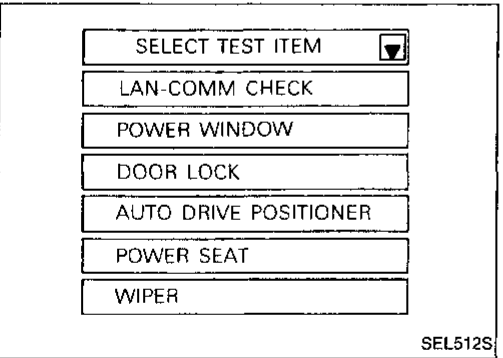 SELECT TEST ITEM
LAN-COMM CHECK
POWER WINDOW
DOOR LOCK
AUTO DRIVE POSITIONER
POWER SEAT
WIPER
SEL512S